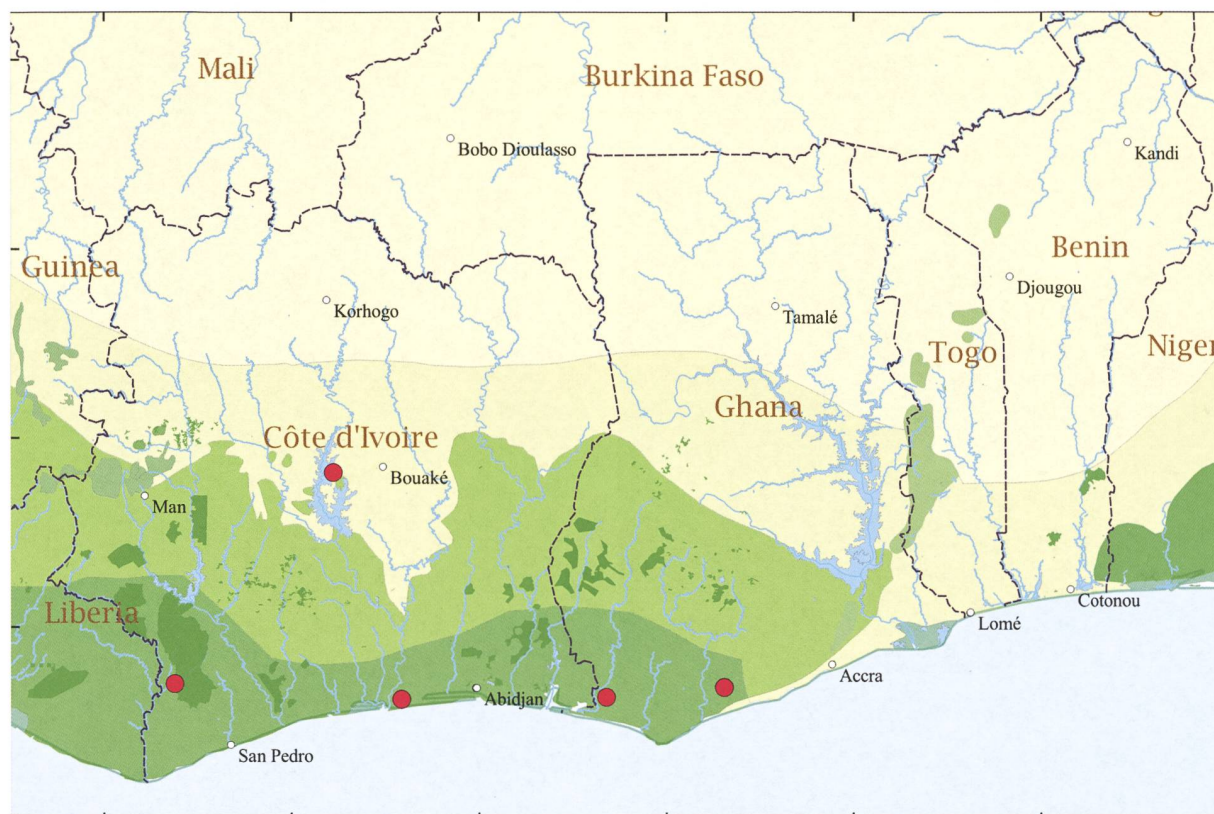 Mali
Burkina Faso
Bobo Dioulasso
Kandi
Guinea
Benin
Djougou
Korhogo
Tamalé
Togo
Niger
Ghana
Côte d'Ivoire
Bouaké
Man
Liberia
Cotonou
Lomé
Accra
Abidjan
San Pedro